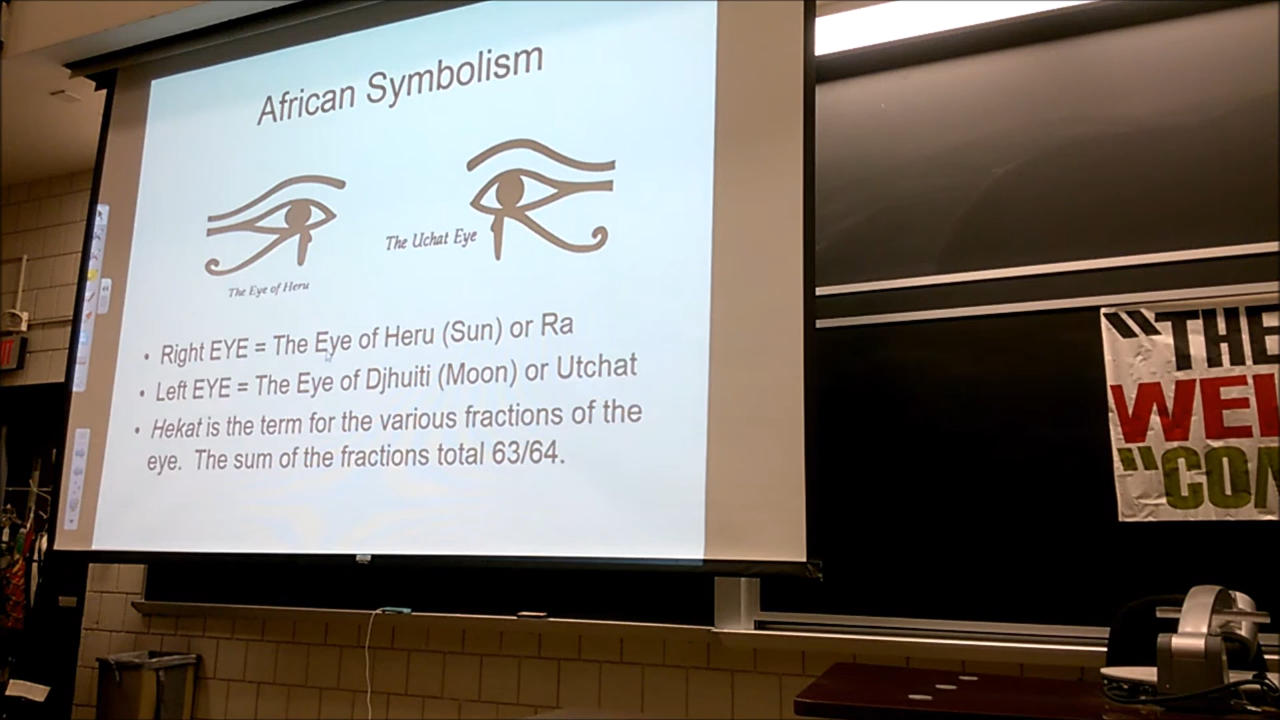 African Symbolism
The Uchat Eye
The Eye of Heru
• Right EYE = The Eye of Heru (Sun) or Ra
• Left EYE = The Eye of Djhuiti (Moon) or Utchat
• Hekat is the term for the various fractions of the
eye. The sum of the fractions total 63/64.
"THE
WEL
"CO